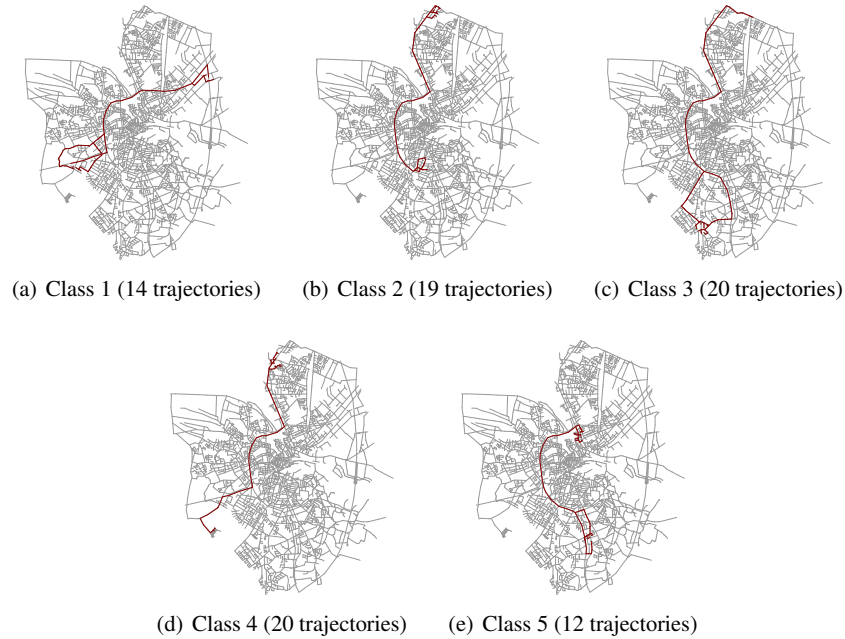 (a) Class 1 (14 trajectories)
(b) Class 2 (19 trajectories)
(c) Class 3 (20 trajectories)
(d) Class 4 (20 trajectories)
(e) Class 5 (12 trajectories)